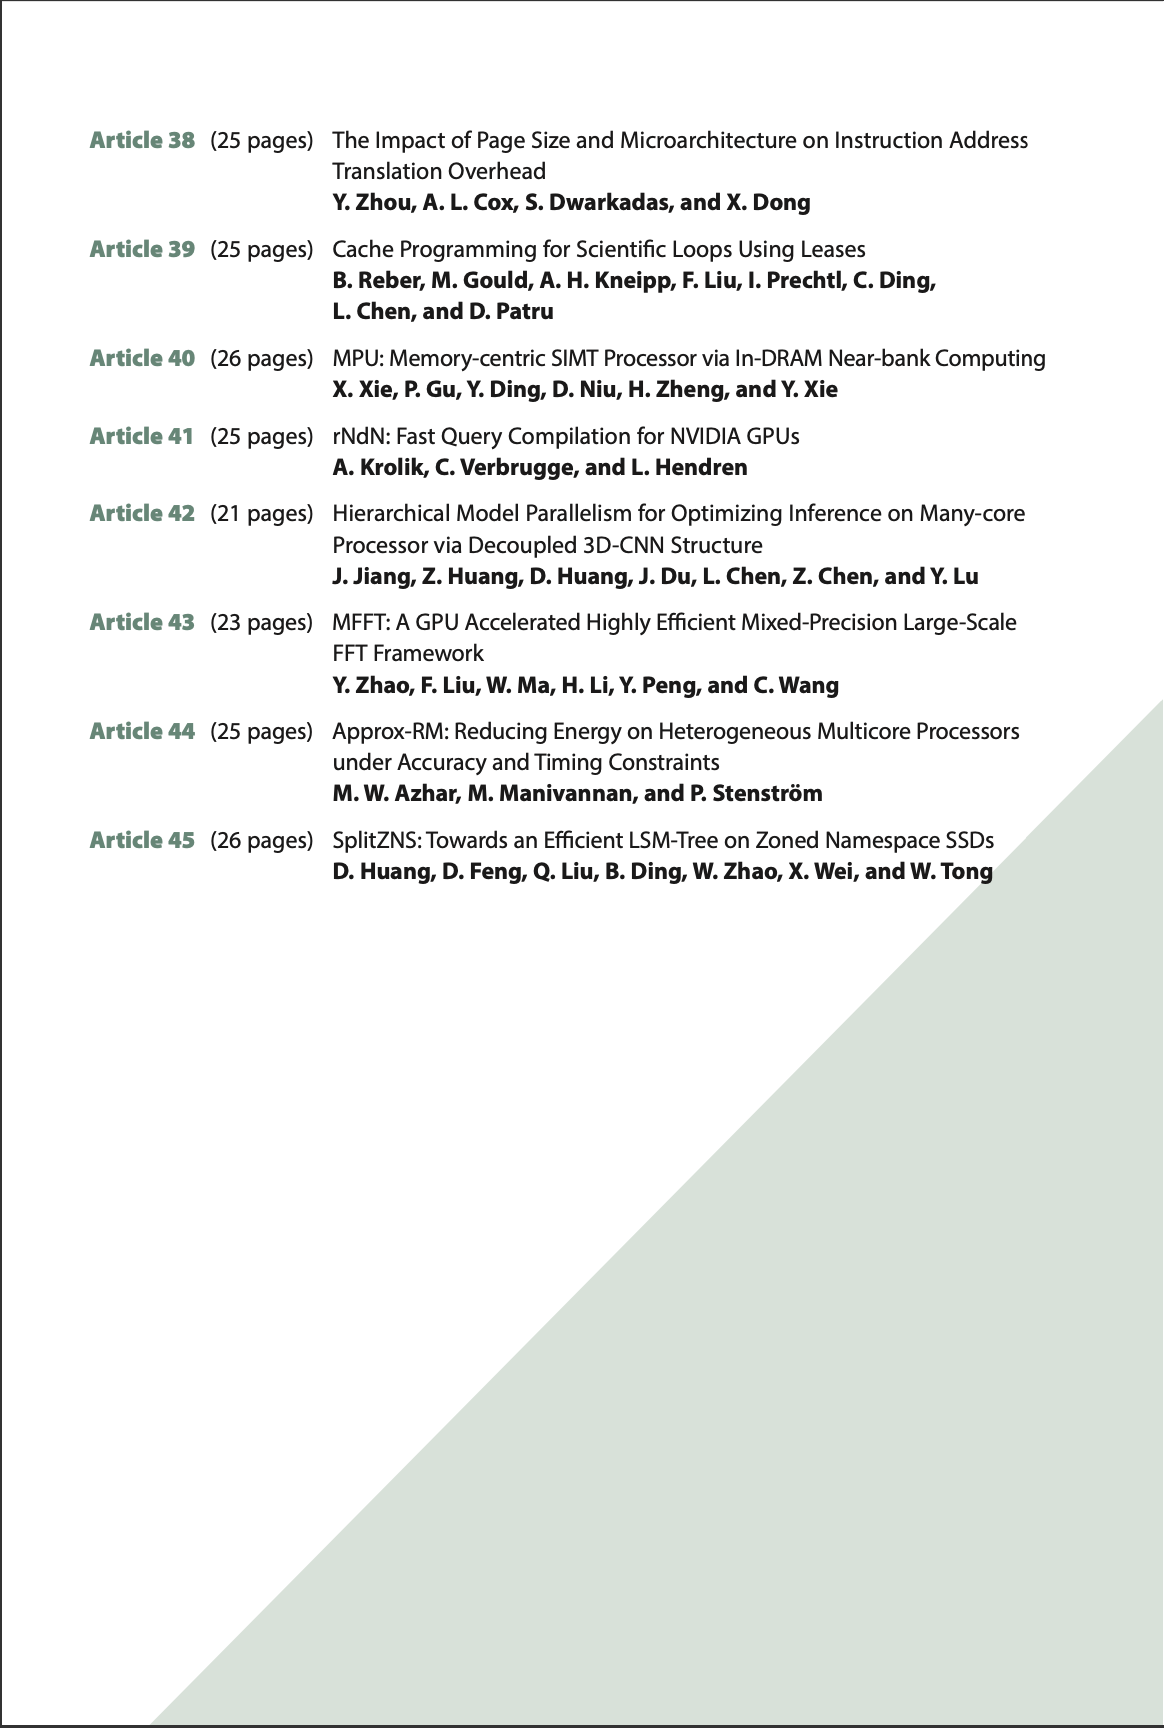 Article 38 (25 pages) The Impact of Page Size and Microarchitecture on Instruction Address
Translation Overhead
Y. Zhou, A. L. Cox, S. Dwarkadas, and X. Dong
Article 39 (25 pages) Cache Programming for Scientific Loops Using Leases
B. Reber, M. Gould, A. H. Kneipp, F. Liu, I. Prechtl, C. Ding,
L. Chen, and D. Patru
Article 40 (26 pages) MPU: Memory-centric SIMT Processor via In-DRAM Near-bank Computing
X. Xie, P. Gu, Y. Ding, D. Niu, H. Zheng, and Y. Xie
Article 41 (25 pages) rNdN: Fast Query Compilation for NVIDIA GPUs
A. Krolik, C. Verbrugge, and L. Hendren
Article 42 (21 pages) Hierarchical Model Parallelism for Optimizing Inference on Many-core
Processor via Decoupled 3D-CNN Structure
J. Jiang, Z. Huang, D. Huang, J. Du, L. Chen, Z. Chen, and Y. Lu
Article 43 (23 pages) MFFT: A GPU Accelerated Highly Efficient Mixed-Precision Large-Scale
FFT Framework
Y. Zhao, F. Liu, W. Ma, H. Li, Y. Peng, and C. Wang
Article 44 (25 pages) Approx-RM: Reducing Energy on Heterogeneous Multicore Processors
under Accuracy and Timing Constraints
M. W. Azhar, M. Manivannan, and P. Stenström
Article 45 (26 pages) SplitZNS: Towards an Efficient LSM-Tree on Zoned Namespace SSDs
D. Huang, D. Feng, Q. Liu, B. Ding, W. Zhao, X. Wei, and W. Tong